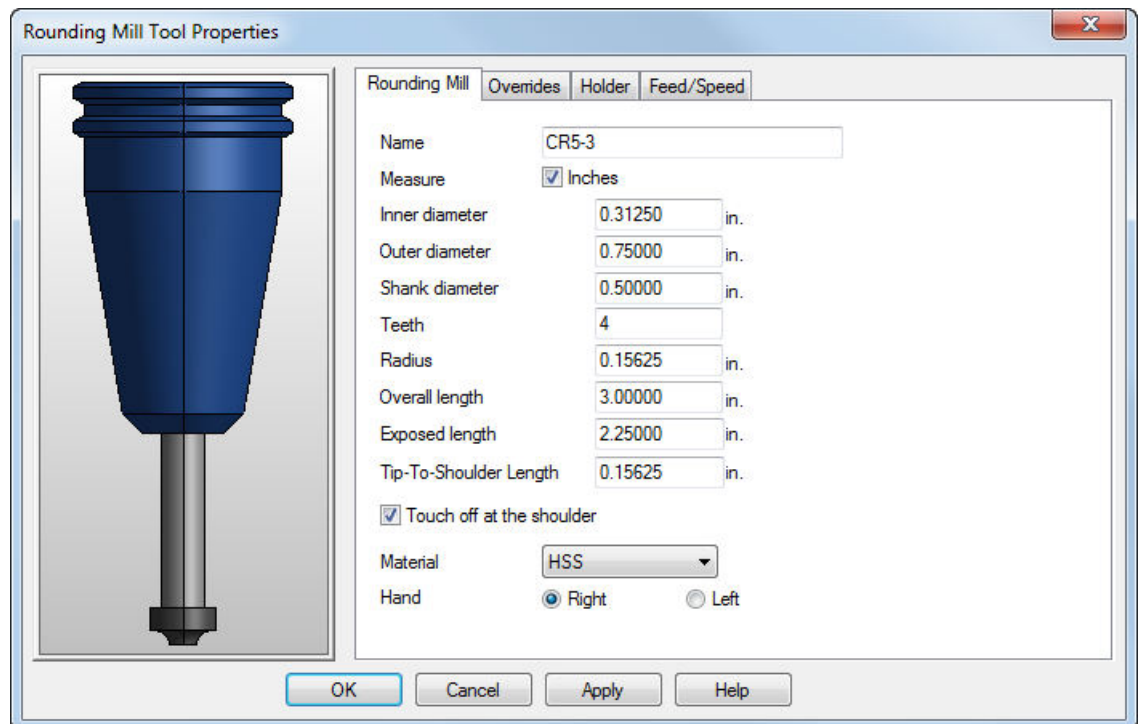 Rounding Mill Tool Properties
X
Rounding Mill Overrides Holder Feed/Speed
Name CR5-3
Measure Inches
Inner diameter 0.31250 in.
Outer diameter 0.75000 in.
Shank diameter 0.50000 in.
Teeth 4
Radius 0.15625 in.
Overall length 3.00000 in.
Exposed length 2.25000 in.
Tip-To-Shoulder Length 0.15625 in.
Touch off at the shoulder
Material HSS
Hand Right Left
OK Cancel Apply Help